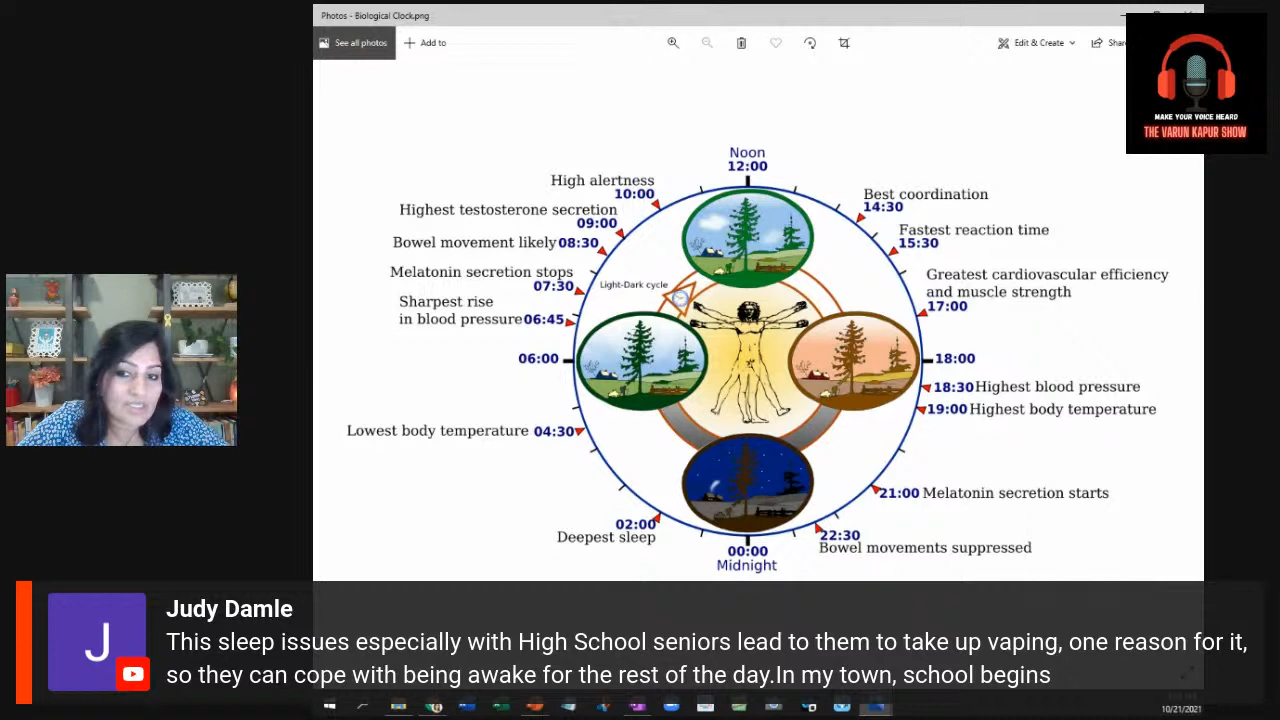 Photos - Biological Clock.png
See all photos
Add to
Edit & Create
MAKE YOUR VOICE HEARD
THE VARUN KAPUR SHOW
Noon
12:00
High alertness
10:00
Highest testosterone secretion
09:00
Bowel movement likely 08:30
Melatonin secretion stops
07:30
Light-Dark cycle
Sharpest rise
in blood pressure 06:45
06:00
Lowest body temperature 04:30
02:00
Deepest sleep
00:00
Midnight
Best coordination
14:30
Fastest reaction time
15:30
Greatest cardiovascular efficiency
and muscle strength
17:00
18:00
18:30 Highest blood pressure
19:00 Highest body temperature
21:00 Melatonin secretion starts
22:30
Bowel movements suppressed
J
Judy Damle
This sleep issues especially with High School seniors lead to them to take up vaping, one reason for it,
so they can cope with being awake for the rest of the day.In my town, school begins
10/21/2021